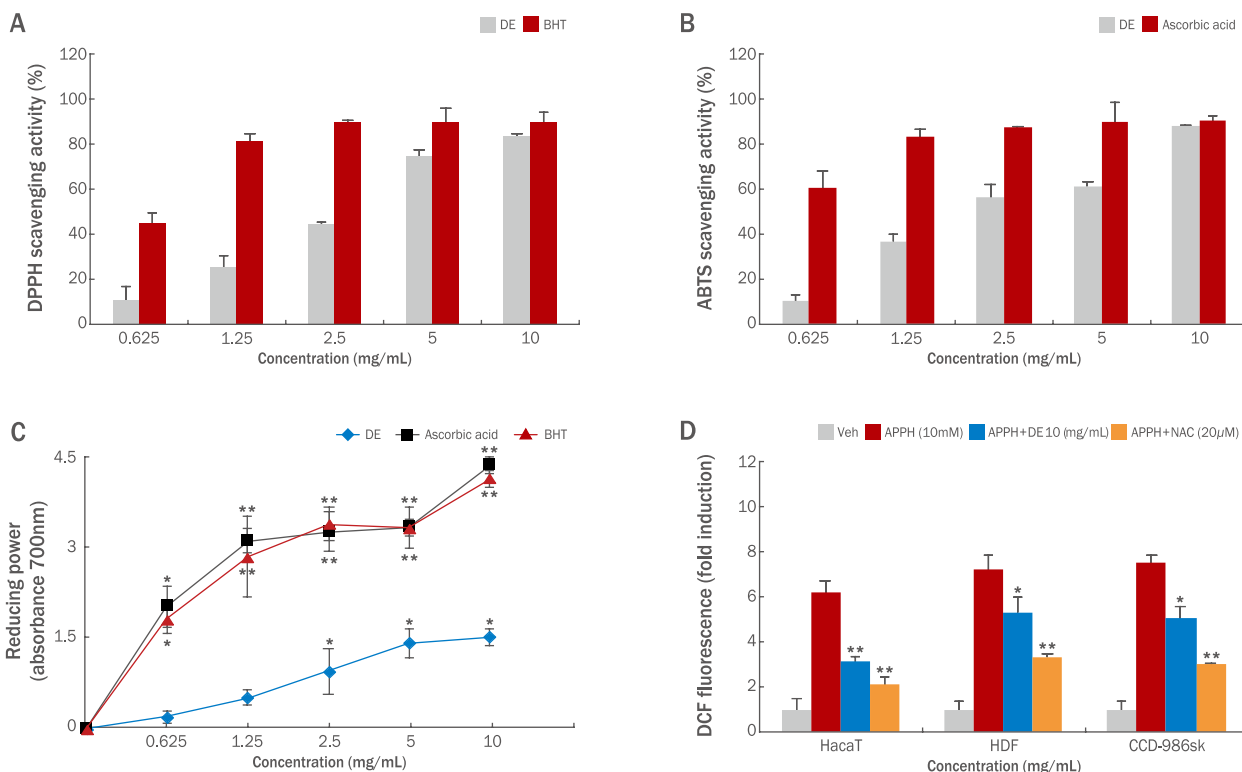 A
DE BHT
DPPH scavenging activity (%)
120
100
80
60
40
20
0
0.625 1.25 2.5 5 10
Concentration (mg/mL)
B
DE Ascorbic acid
ABTS scavenging activity (%)
120
100
80
60
40
20
0
0.625 1.25 2.5 5 10
Concentration (mg/mL)
C
DE Ascorbic acid BHT
Reducing power
(absorbance 700nm)
4.5
3
1.5
0
* ** ** ** **
* ** ** ** **
* * *
0.625 1.25 2.5 5 10
Concentration (mg/mL)
D
Veh APPH (10mM) APPH+DE10 (mg/mL) APPH+NAC (20µM)
DCF fluorescence (fold induction)
12
10
8
6
4
2
0
** ** * ** * **
HacaT HDF CCD-986sk
Concentration (mg/mL)